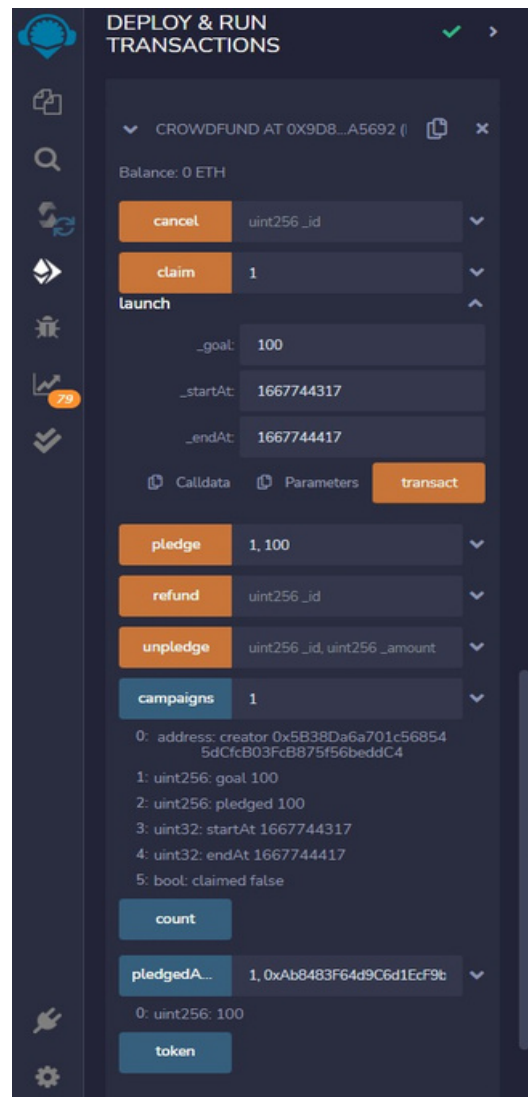 DEPLOY & RUN
TRANSACTIONS
CROWDFUND AT 0X9D8...A5692 (
Balance: 0 ETH
cancel uint256 _id
claim 1
launch
_goal: 100
_startAt: 1667744317
_endAt: 1667744417
Calldata Parameters transact
79
pledge 1, 100
refund uint256 _id
unpledge uint256 _id, uint256 _amount
campaigns 1
0: address: creator 0x5B38Da6a701c56854
5dCfcB03FcB875f56beddC4
1: uint256: goal 100
2: uint256: pledged 100
3: uint32: startAt 1667744317
4: uint32: endAt 1667744417
5: bool: claimed false
count
pledgedA... 1, 0xAb8483F64d9C6d1EcF9b
0: uint256: 100
token